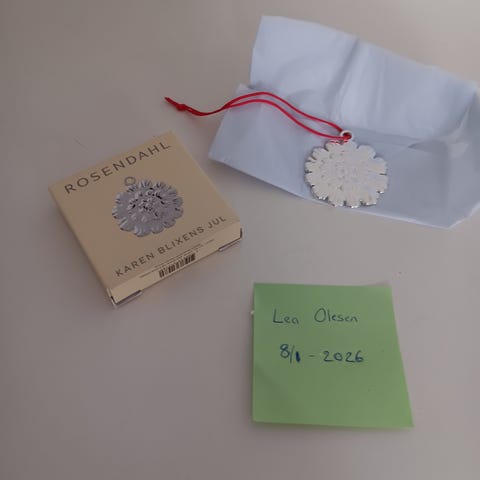 ROSENDAHL
KAREN BLIXENS JUL
Lea Olesen
8/1 - 2026